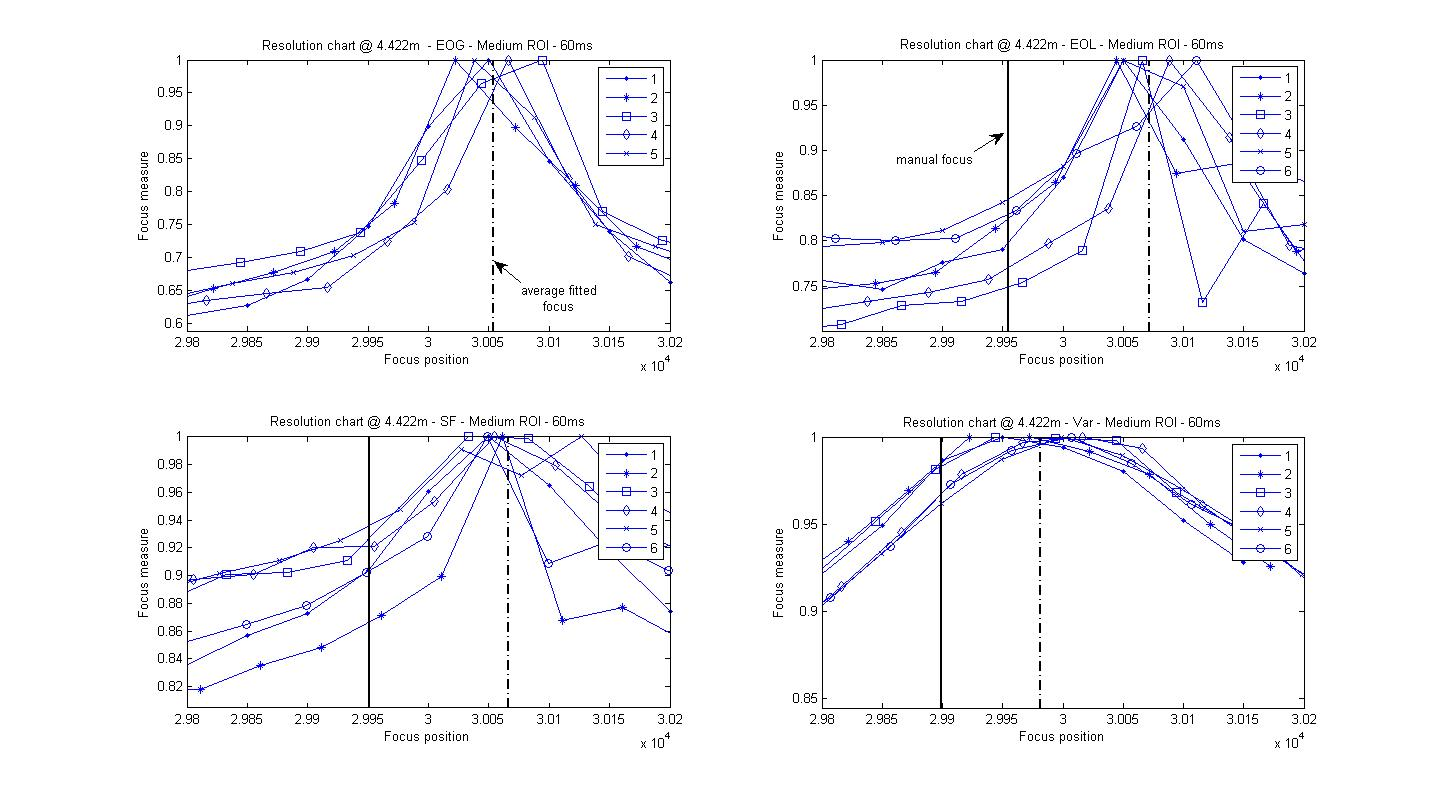 Resolution chart @ 4.422m - EOG - Medium ROI - 60ms
1
0.95
0.9
0.85
0.8
0.75
0.7
0.65
0.6
Focus measure
1
2
3
4
5
average fitted
focus
2.98 2.985 2.99 2.995 3 3.005 3.01 3.015 3.02
Focus position
x 10⁴
Resolution chart @ 4.422m - EOL - Medium ROI - 60ms
1
0.95
0.9
0.85
0.8
0.75
Focus measure
1
2
3
4
5
6
manual focus
2.98 2.985 2.99 2.995 3 3.005 3.01 3.015 3.02
Focus position
x 10⁴
Resolution chart @ 4.422m - SF - Medium ROI - 60ms
1
0.98
0.96
0.94
0.92
0.9
0.88
0.86
0.84
0.82
Focus measure
1
2
3
4
5
6
2.98 2.985 2.99 2.995 3 3.005 3.01 3.015 3.02
Focus position
x 10⁴
Resolution chart @ 4.422m - Var - Medium ROI - 60ms
1
0.95
0.9
0.85
Focus measure
1
2
3
4
5
6
2.98 2.985 2.99 2.995 3 3.005 3.01 3.015 3.02
Focus position
x 10⁴